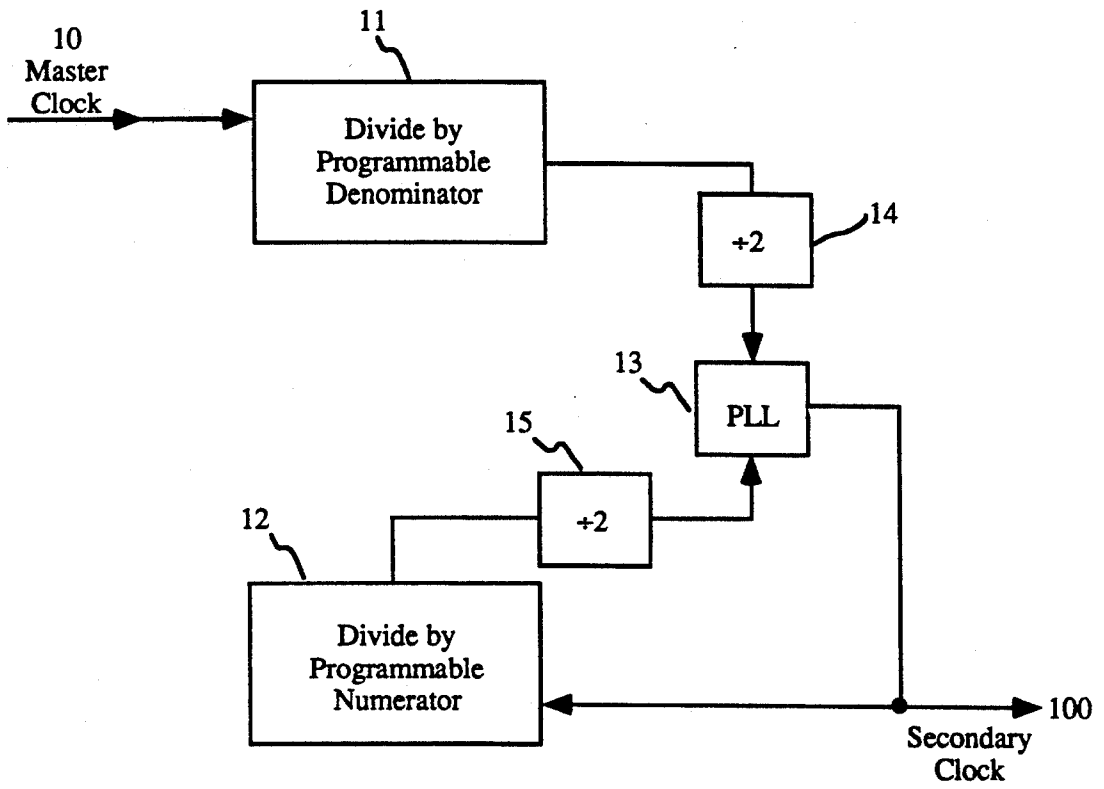 11
10
Master
Clock
Divide by
Programmable
Denominator
÷2
14
13
PLL
15
÷2
12
Divide by
Programmable
Numerator
100
Secondary
Clock